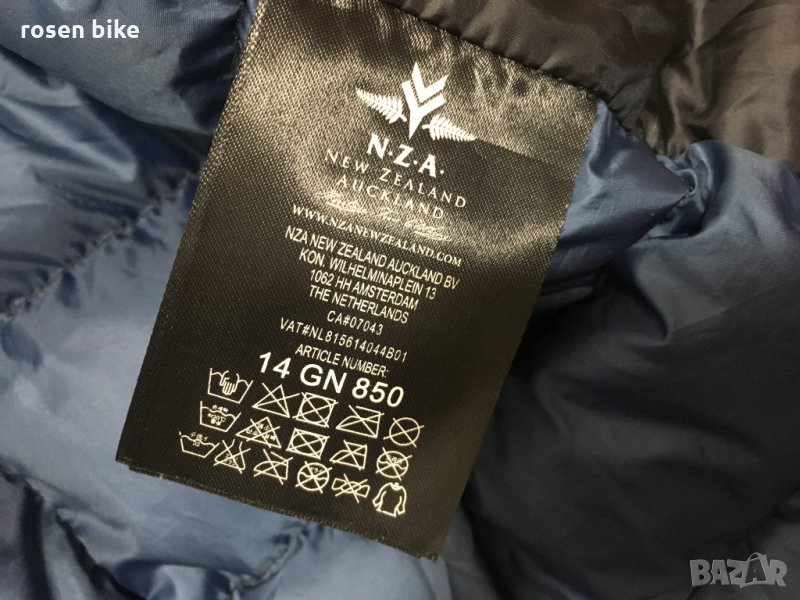 rosen bike
N.Z.A.
NEW ZEALAND
AUCKLAND
WWW.NZANEWZEALAND.COM
NZA NEW ZEALAND AUCKLAND BV
KON. WILHELMINAPLEIN 13
1062 HH AMSTERDAM
THE NETHERLANDS
CA#07043
VAT#NL815614044B01
ARTICLE NUMBER:
14 GN 850
BAZAR